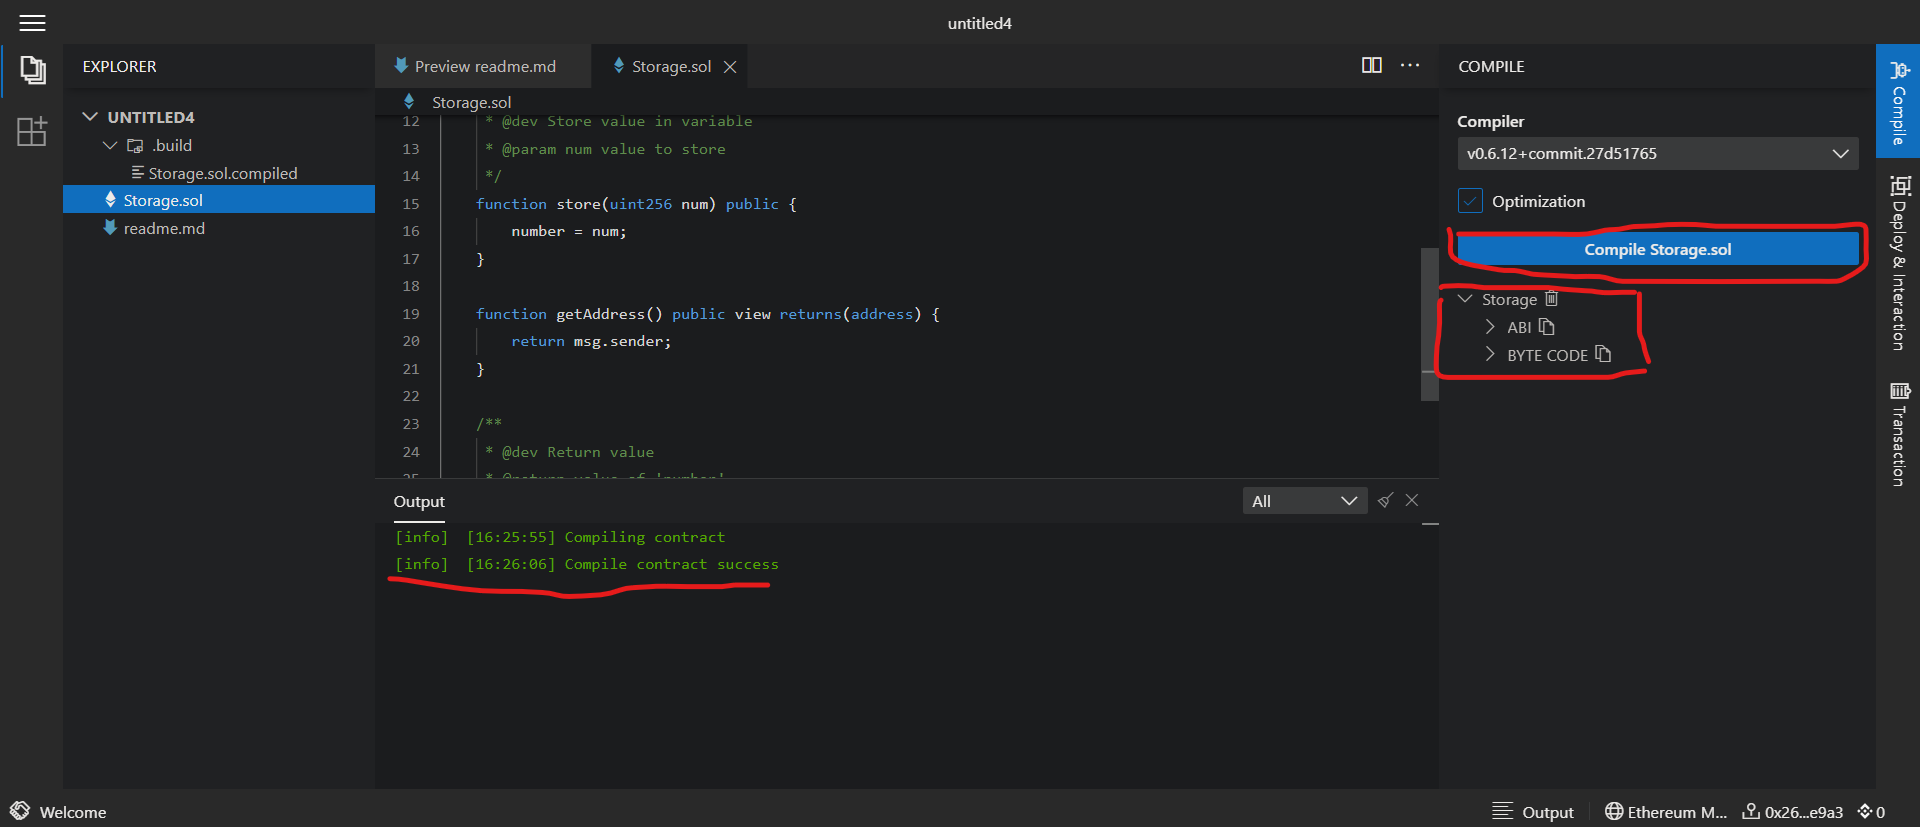 untitled4
EXPLORER
UNTITLED4
.build
Storage.sol.compiled
Storage.sol
readme.md
Preview readme.md
Storage.sol
Storage.sol
12 * @dev Store value in variable
13 * @param num value to store
14 */
15 function store(uint256 num) public {
16 number = num;
17 }
18
19 function getAddress() public view returns(address) {
20 return msg.sender;
21 }
22
23 /**
24 * @dev Return value
25 * @return value of 'number'
Output
All
[info] [16:25:55] Compiling contract
[info] [16:26:06] Compile contract success
COMPILE
Compiler
v0.6.12+commit.27d51765
Optimization
Compile Storage.sol
Storage
ABI
BYTE CODE
Compile
Deploy & Interaction
Transaction
Welcome
Output
Ethereum M...
0x26...e9a3
0